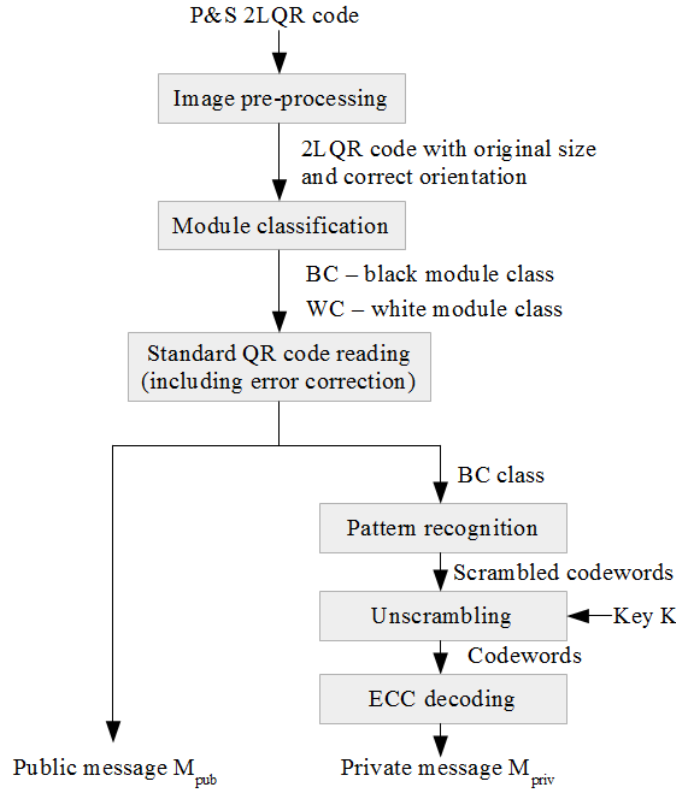 P&S 2LQR code
Image pre-processing
2LQR code with original size
and correct orientation
Module classification
BC – black module class
WC – white module class
Standard QR code reading
(including error correction)
BC class
Pattern recognition
Scrambled codewords
Unscrambling
Key K
Codewords
ECC decoding
Public message Mpub
Private message Mpriv